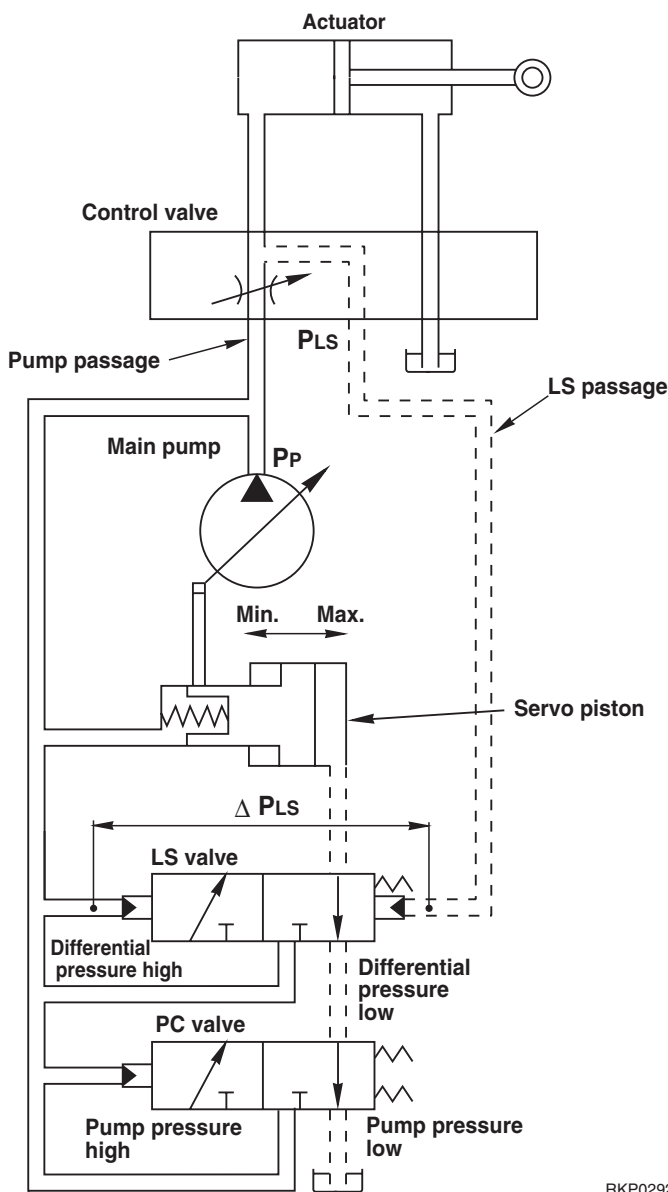 Actuator
Control valve
PLS
Pump passage
LS passage
Main pump
PP
Min.
Max.
Servo piston
Δ PLS
LS valve
Differential
pressure high
Differential
pressure
low
PC valve
Pump pressure
high
Pump pressure
low
RKP0292